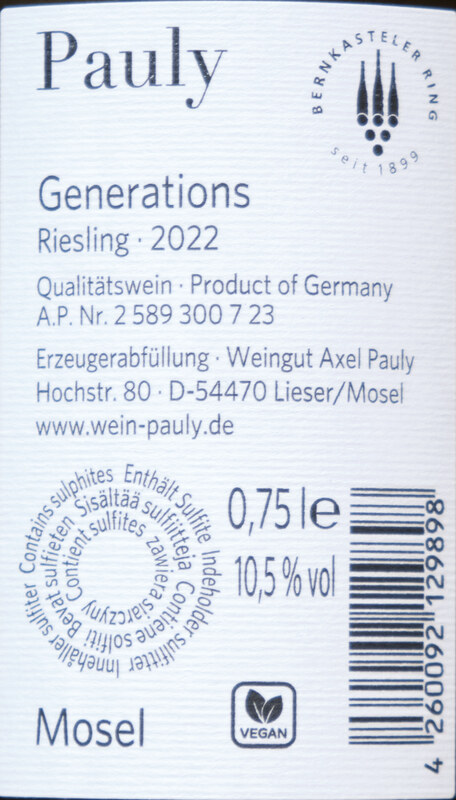 Pauly
BERNKASTELER RING
seit 1899
Generations
Riesling · 2022
Qualitätswein · Product of Germany
A.P. Nr. 2 589 300 7 23
Erzeugerabfüllung · Weingut Axel Pauly
Hochstr. 80 · D-54470 Lieser/Mosel
www.wein-pauly.de
Contains sulphites Enthält Sulfite Indeholder sulfitter Innehåller sulfiter
Bevat sulfieten Sisältää sulfiitteja Contiene solfiti
Contient sulfites zawiera siarczyny
0,75 l e
10,5 % vol
Mosel
VEGAN
4 260092 129898